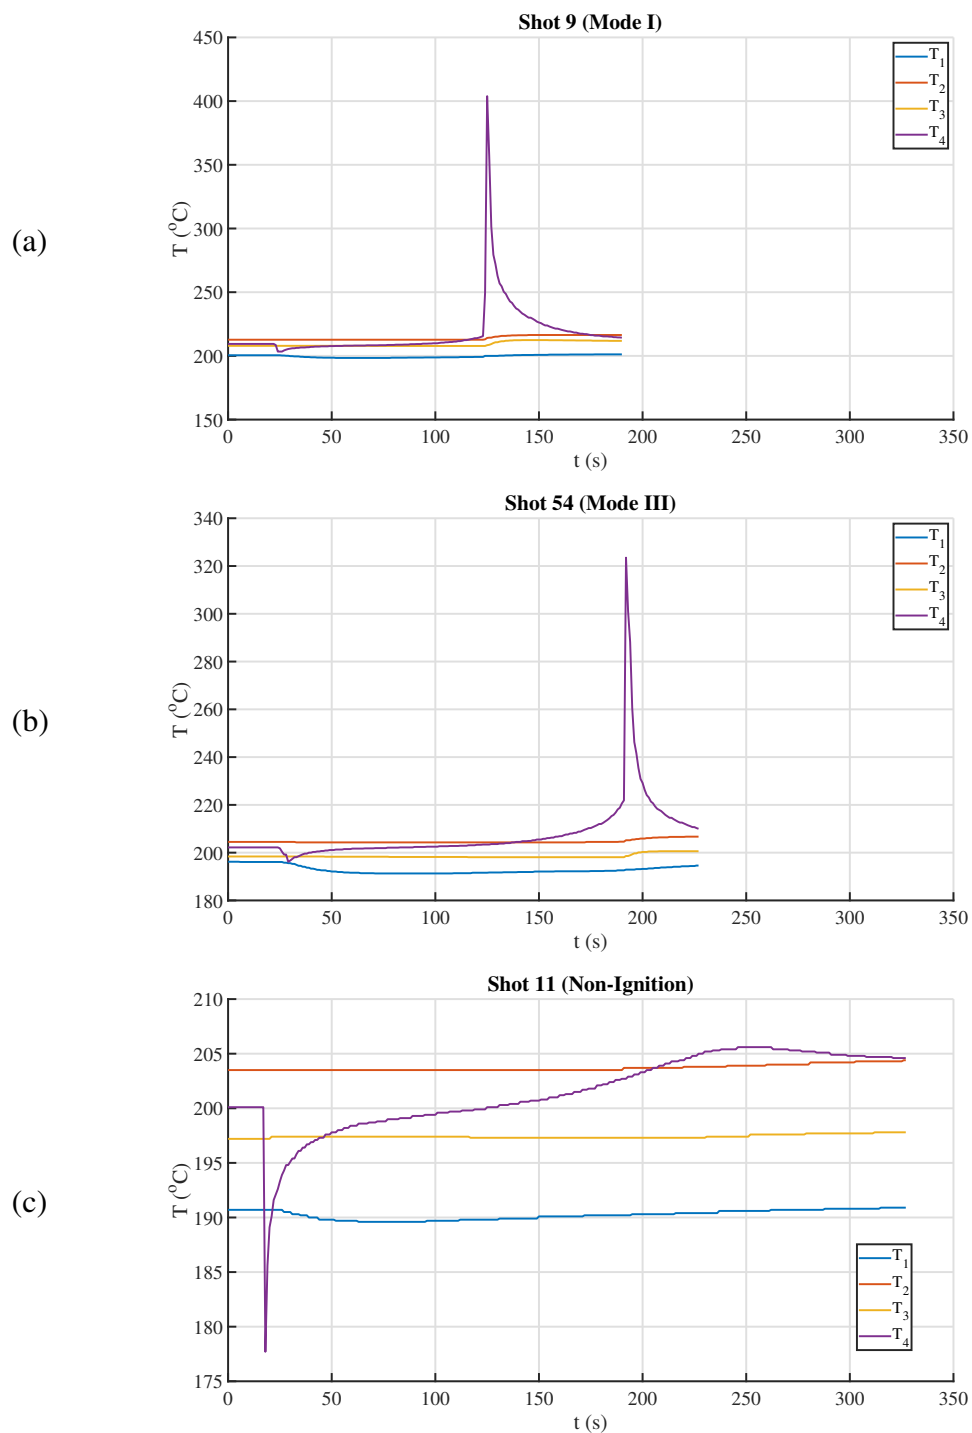 Shot 9 (Mode I)
(a)
T (°C)
450
400
350
300
250
200
150
0 50 100 150 200 250 300 350
t (s)
T1
T2
T3
T4
Shot 54 (Mode III)
(b)
T (°C)
340
320
300
280
260
240
220
200
180
0 50 100 150 200 250 300 350
t (s)
T1
T2
T3
T4
Shot 11 (Non-Ignition)
(c)
T (°C)
210
205
200
195
190
185
180
175
0 50 100 150 200 250 300 350
t (s)
T1
T2
T3
T4